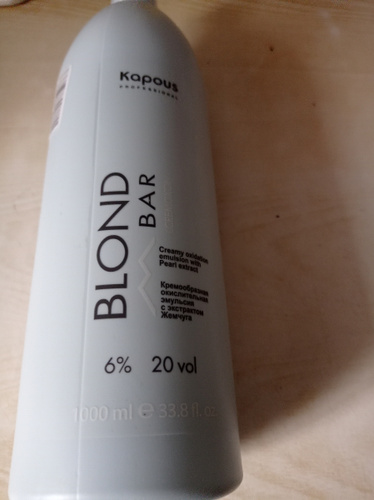 Kapous
PROFESSIONAL
BLOND
BAR
Creamy oxidizing
emulsion with
Pearl extract
Кремообразная
окислительная
эмульсия
с экстрактом
Жемчуга
6% 20 vol
1000 ml e 33.8 fl. oz